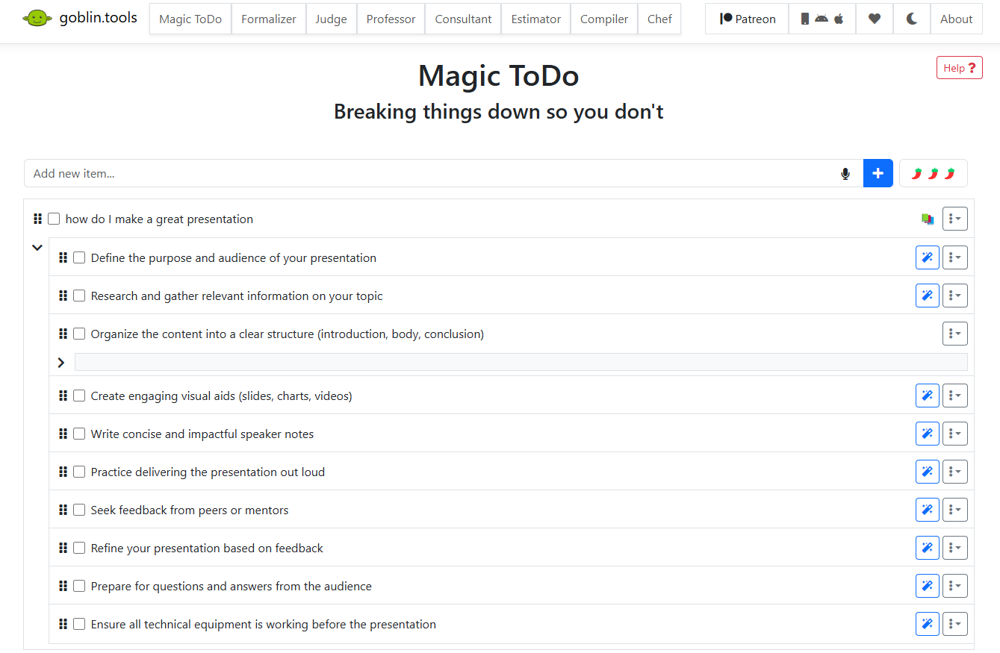 goblin.tools
Magic ToDo
Formalizer
Judge
Professor
Consultant
Estimator
Compiler
Chef
Patreon
About
Magic ToDo
Help ?
Breaking things down so you don't
Add new item...
how do I make a great presentation
Define the purpose and audience of your presentation
Research and gather relevant information on your topic
Organize the content into a clear structure (introduction, body, conclusion)
Create engaging visual aids (slides, charts, videos)
Write concise and impactful speaker notes
Practice delivering the presentation out loud
Seek feedback from peers or mentors
Refine your presentation based on feedback
Prepare for questions and answers from the audience
Ensure all technical equipment is working before the presentation